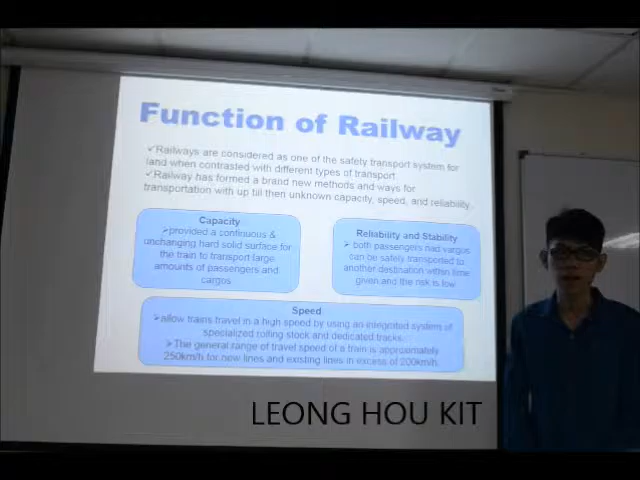 Function of Railway
✓Railways are considered as one of the safely transport system for
land when contrasted with different types of transport
✓Railway has formed a brand new methods and ways for
transportation with up till then unknown capacity, speed, and reliability.
Capacity
➢provided a continuous &
unchanging hard solid surface for
the train to transport large
amounts of passengers and
cargos
Reliability and Stability
➢ both passengers nad vargos
can be safely transported to
another destination within time
given and the risk is low.
Speed
➢allow trains travel in a high speed by using an integrated system of
specialized rolling stock and dedicated tracks.
➢The general range of travel speed of a train is approximately
250km/h for new lines and existing lines in excess of 200km/h.
LEONG HOU KIT